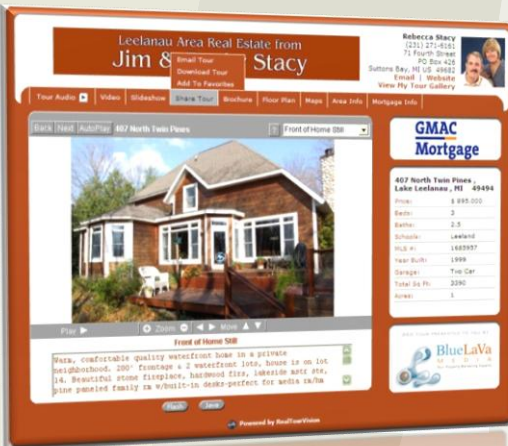 Leelanau Area Real Estate from
Jim & Stacy
Email Tour
Download Tour
Add To Favorites
Rebecca Stacy
(231) 271-6161
71 Fourth Street
PO Box 426
Suttons Bay, MI US 49682
Email | Website
View My Tour Gallery
Tour Audio Video Slideshow Share Tour Brochure Floor Plan Maps Area Info Mortgage Info
Back Next AutoPlay 407 North Twin Pines ? Front of Home Still
GMAC
Mortgage
407 North Twin Pines ,
Lake Leelanau , MI 49494
Price: $ 895,000
Beds: 3
Baths: 2.5
Schools: Leeland
MLS #: 1685957
Year Built: 1999
Garage: Two Car
Total Sq Ft: 3390
Acres: 1
Play Zoom Move
Front of Home Still
Warm, comfortable quality waterfront home in a private
neighborhood. 200' frontage & 2 waterfront lots, house is on lot
14. Beautiful stone fireplace, hardwood flrs, lakeside mstr ste,
pine paneled family rm w/built-in desks-perfect for media rm/hm
Flash Save
BlueLaVa
MEDIA
Powered by RealTourVision